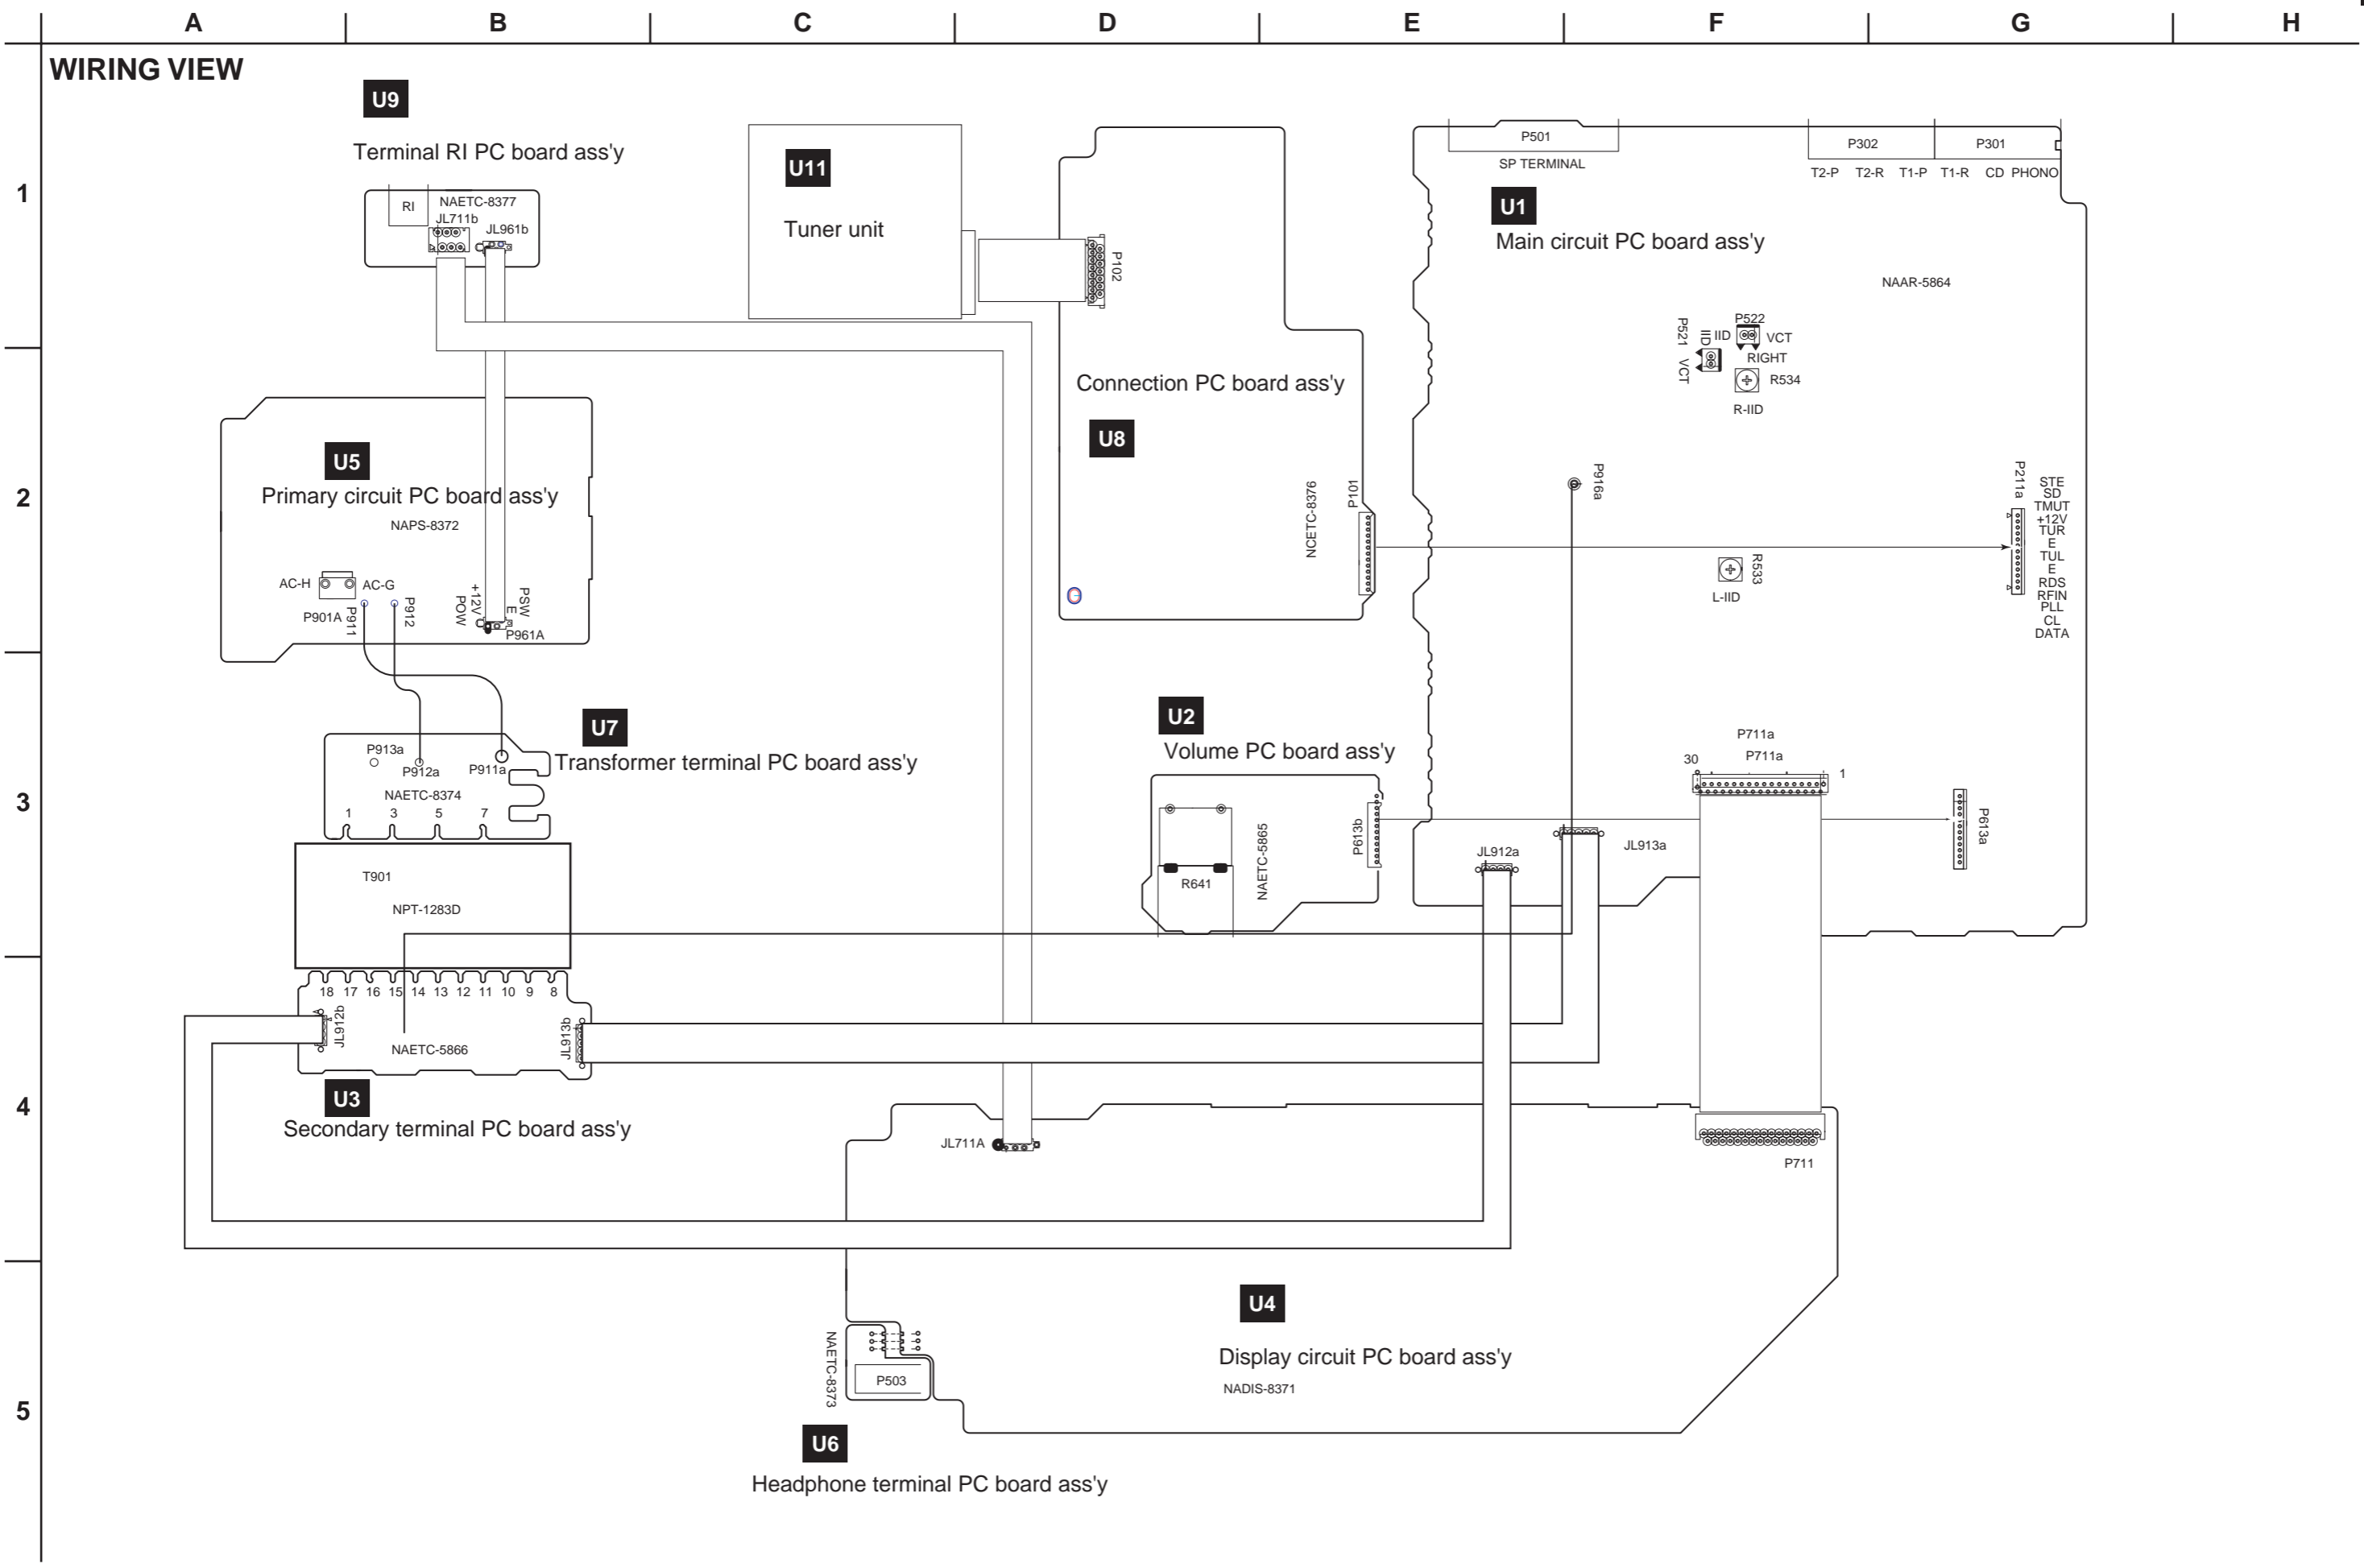 A B C D E F G H
WIRING VIEW
1
2
3
4
5
U9
Terminal RI PC board ass'y
RI
NAETC-8377
JL711b
JL961b
U11
Tuner unit
P102
Connection PC board ass'y
U8
NCETC-8376
P101
P501
SP TERMINAL
P302
P301
T2-P T2-R T1-P T1-R CD PHONO
U1
Main circuit PC board ass'y
NAAR-5864
P522
IID
VCT
RIGHT
P521
IID
VCT
R534
R-IID
P916a
P211a
STE
SD
TMUT
+12V
TUR
E
TUL
E
RDS
RFIN
PLL
CL
DATA
R533
L-IID
U5
Primary circuit PC board ass'y
NAPS-8372
AC-H
AC-G
P901A
P911
P912
+12V
POW
PSW
E
P961A
U7
Transformer terminal PC board ass'y
P913a
P912a
P911a
NAETC-8374
1 3 5 7
T901
NPT-1283D
18 17 16 15 14 13 12 11 10 9 8
JL912b
JL913b
NAETC-5866
U3
Secondary terminal PC board ass'y
U2
Volume PC board ass'y
NAETC-5865
P613b
R641
JL912a
JL913a
P711a
P711a
30
1
P613a
JL711A
P711
U4
Display circuit PC board ass'y
NADIS-8371
NAETC-8373
P503
U6
Headphone terminal PC board ass'y